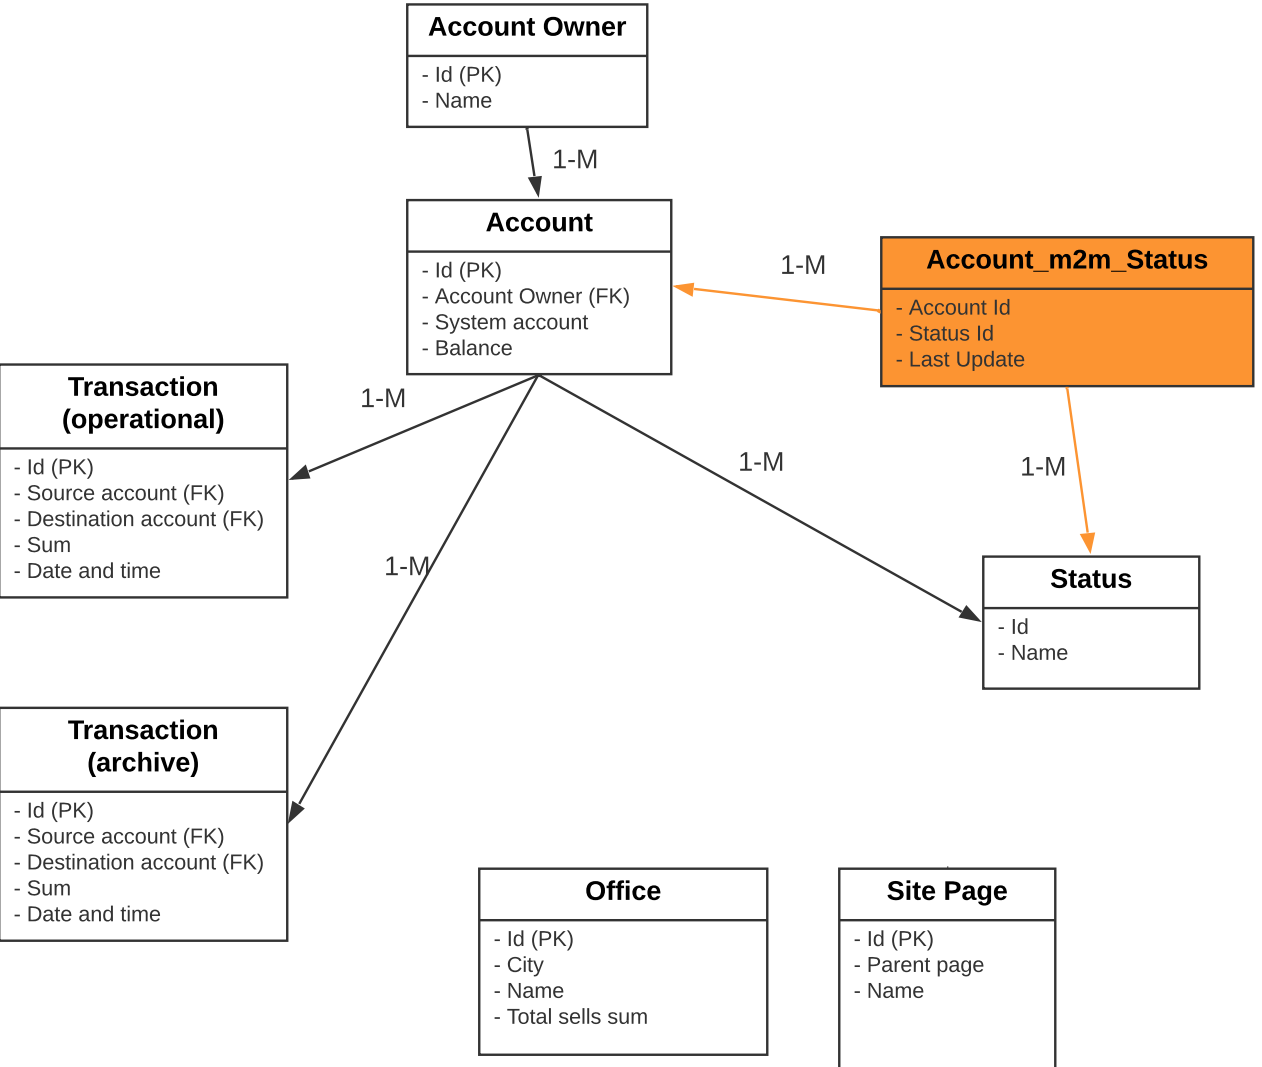 Account Owner
- Id (PK)
- Name
1-M
Account
- Id (PK)
- Account Owner (FK)
- System account
- Balance
1-M
Account_m2m_Status
- Account Id
- Status Id
- Last Update
Transaction
(operational)
- Id (PK)
- Source account (FK)
- Destination account (FK)
- Sum
- Date and time
1-M
1-M
1-M
1-M
Status
- Id
- Name
Transaction
(archive)
- Id (PK)
- Source account (FK)
- Destination account (FK)
- Sum
- Date and time
Office
- Id (PK)
- City
- Name
- Total sells sum
Site Page
- Id (PK)
- Parent page
- Name